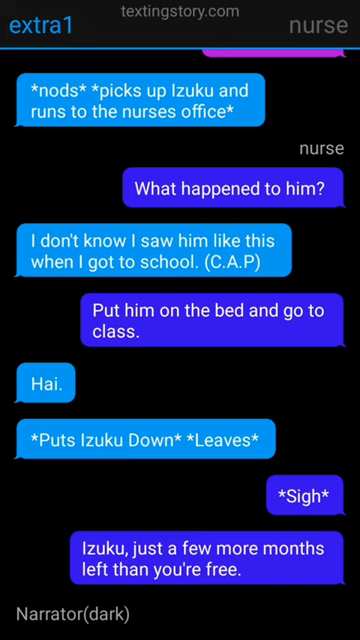 textingstory.com
extra1
nurse
*nods* *picks up Izuku and
runs to the nurses office*
nurse
What happened to him?
I don't know I saw him like this
when I got to school. (C.A.P)
Put him on the bed and go to
class.
Hai.
*Puts Izuku Down* *Leaves*
*Sigh*
Izuku, just a few more months
left than you're free.
Narrator(dark)